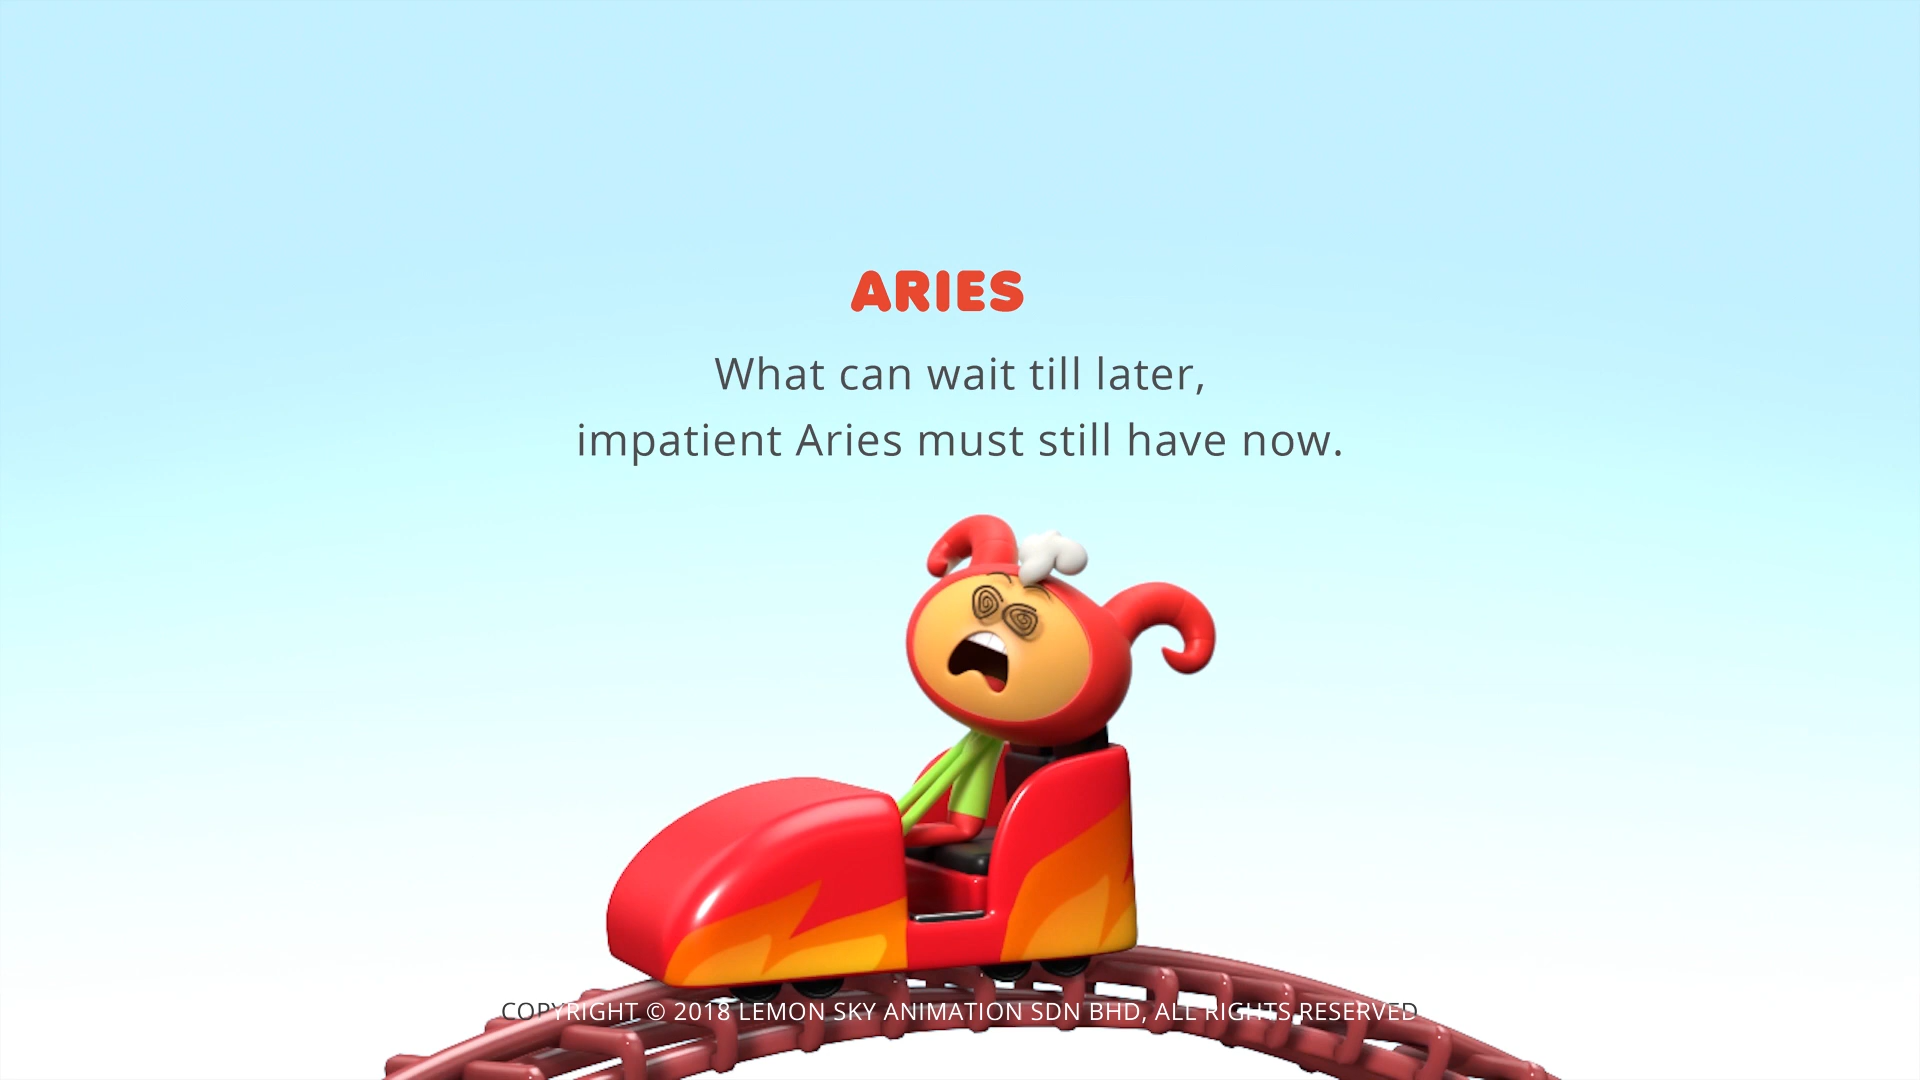 ARIES
What can wait till later,
impatient Aries must still have now.
COPYRIGHT © 2018 LEMON SKY ANIMATION SDN BHD, ALL RIGHTS RESERVED